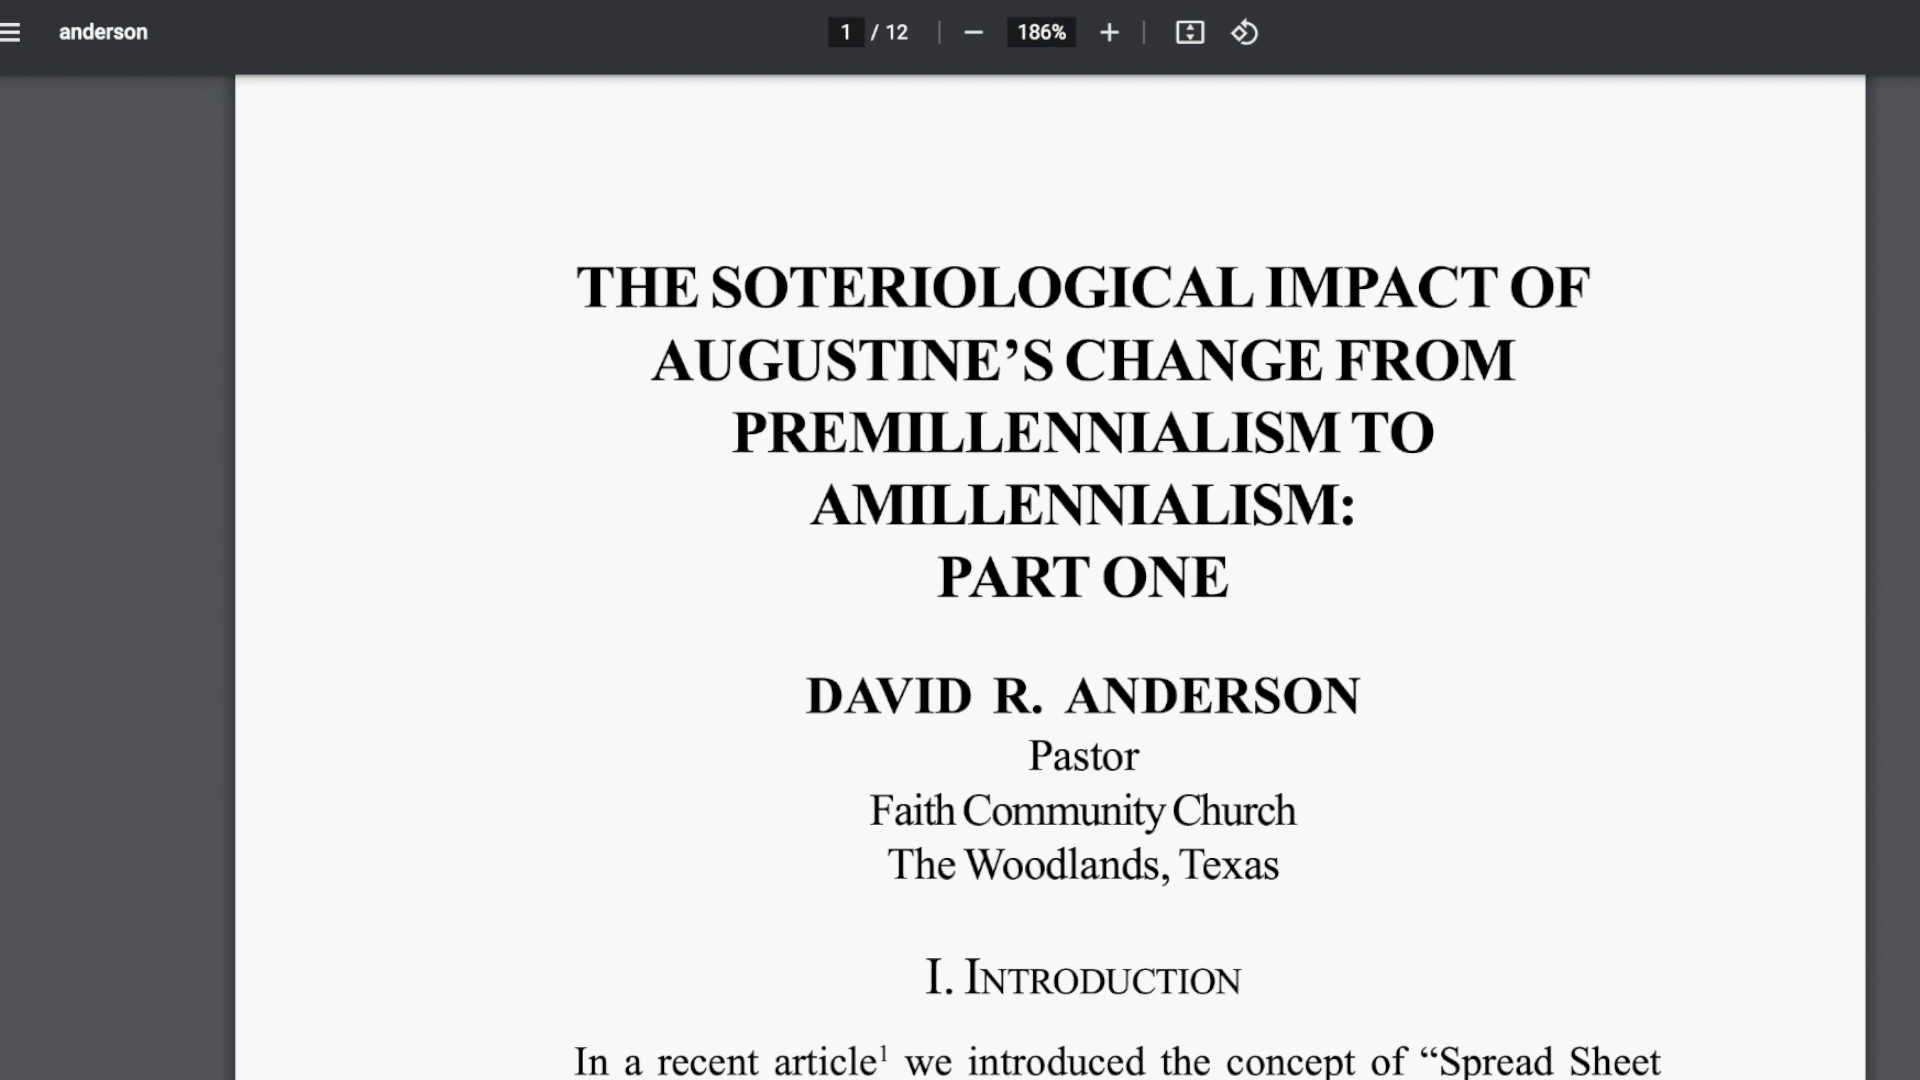 anderson
1 / 12
186%
THE SOTERIOLOGICAL IMPACT OF
AUGUSTINE’S CHANGE FROM
PREMILLENNIALISM TO
AMILLENNIALISM:
PART ONE
DAVID R. ANDERSON
Pastor
Faith Community Church
The Woodlands, Texas
I. INTRODUCTION
In a recent article¹ we introduced the concept of “Spread Sheet